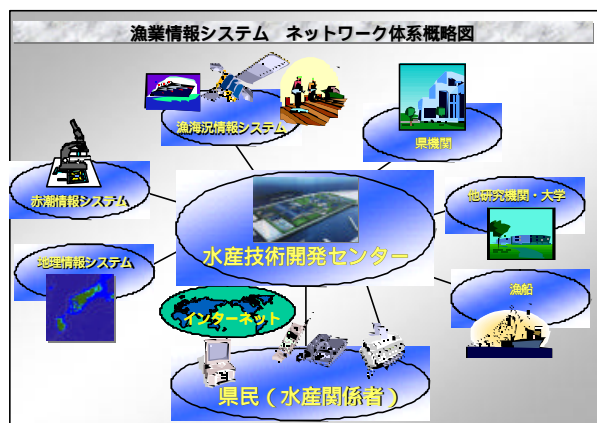 漁業情報システム　ネットワーク体系概略図
漁海況情報システム
県機関
赤潮情報システム
他研究機関・大学
水産技術開発センター
地理情報システム
漁船
インターネット
県民(水産関係者)